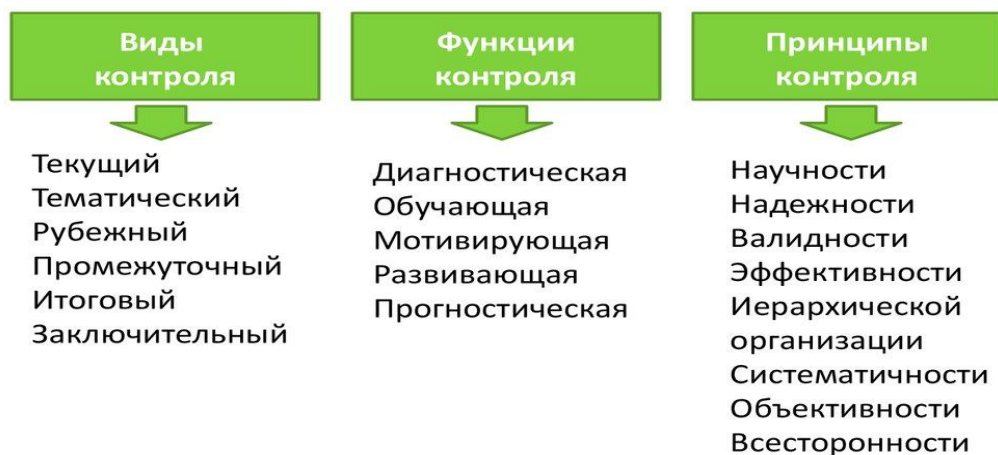 Виды
контроля
Текущий
Тематический
Рубежный
Промежуточный
Итоговый
Заключительный
Функции
контроля
Диагностическая
Обучающая
Мотивирующая
Развивающая
Прогностическая
Принципы
контроля
Научности
Надежности
Валидности
Эффективности
Иерархической
организации
Систематичности
Объективности
Всесторонности